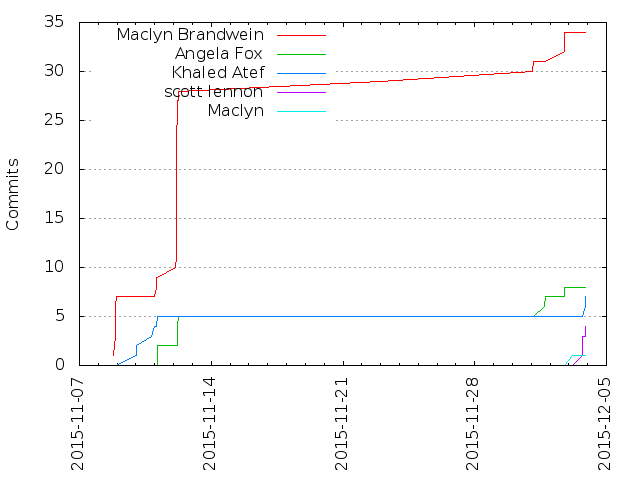 35
30
25
20
15
10
5
0
Commits
Maclyn Brandwein
Angela Fox
Khaled Atef
scott lennon
Maclyn
2015-11-07
2015-11-14
2015-11-21
2015-11-28
2015-12-05